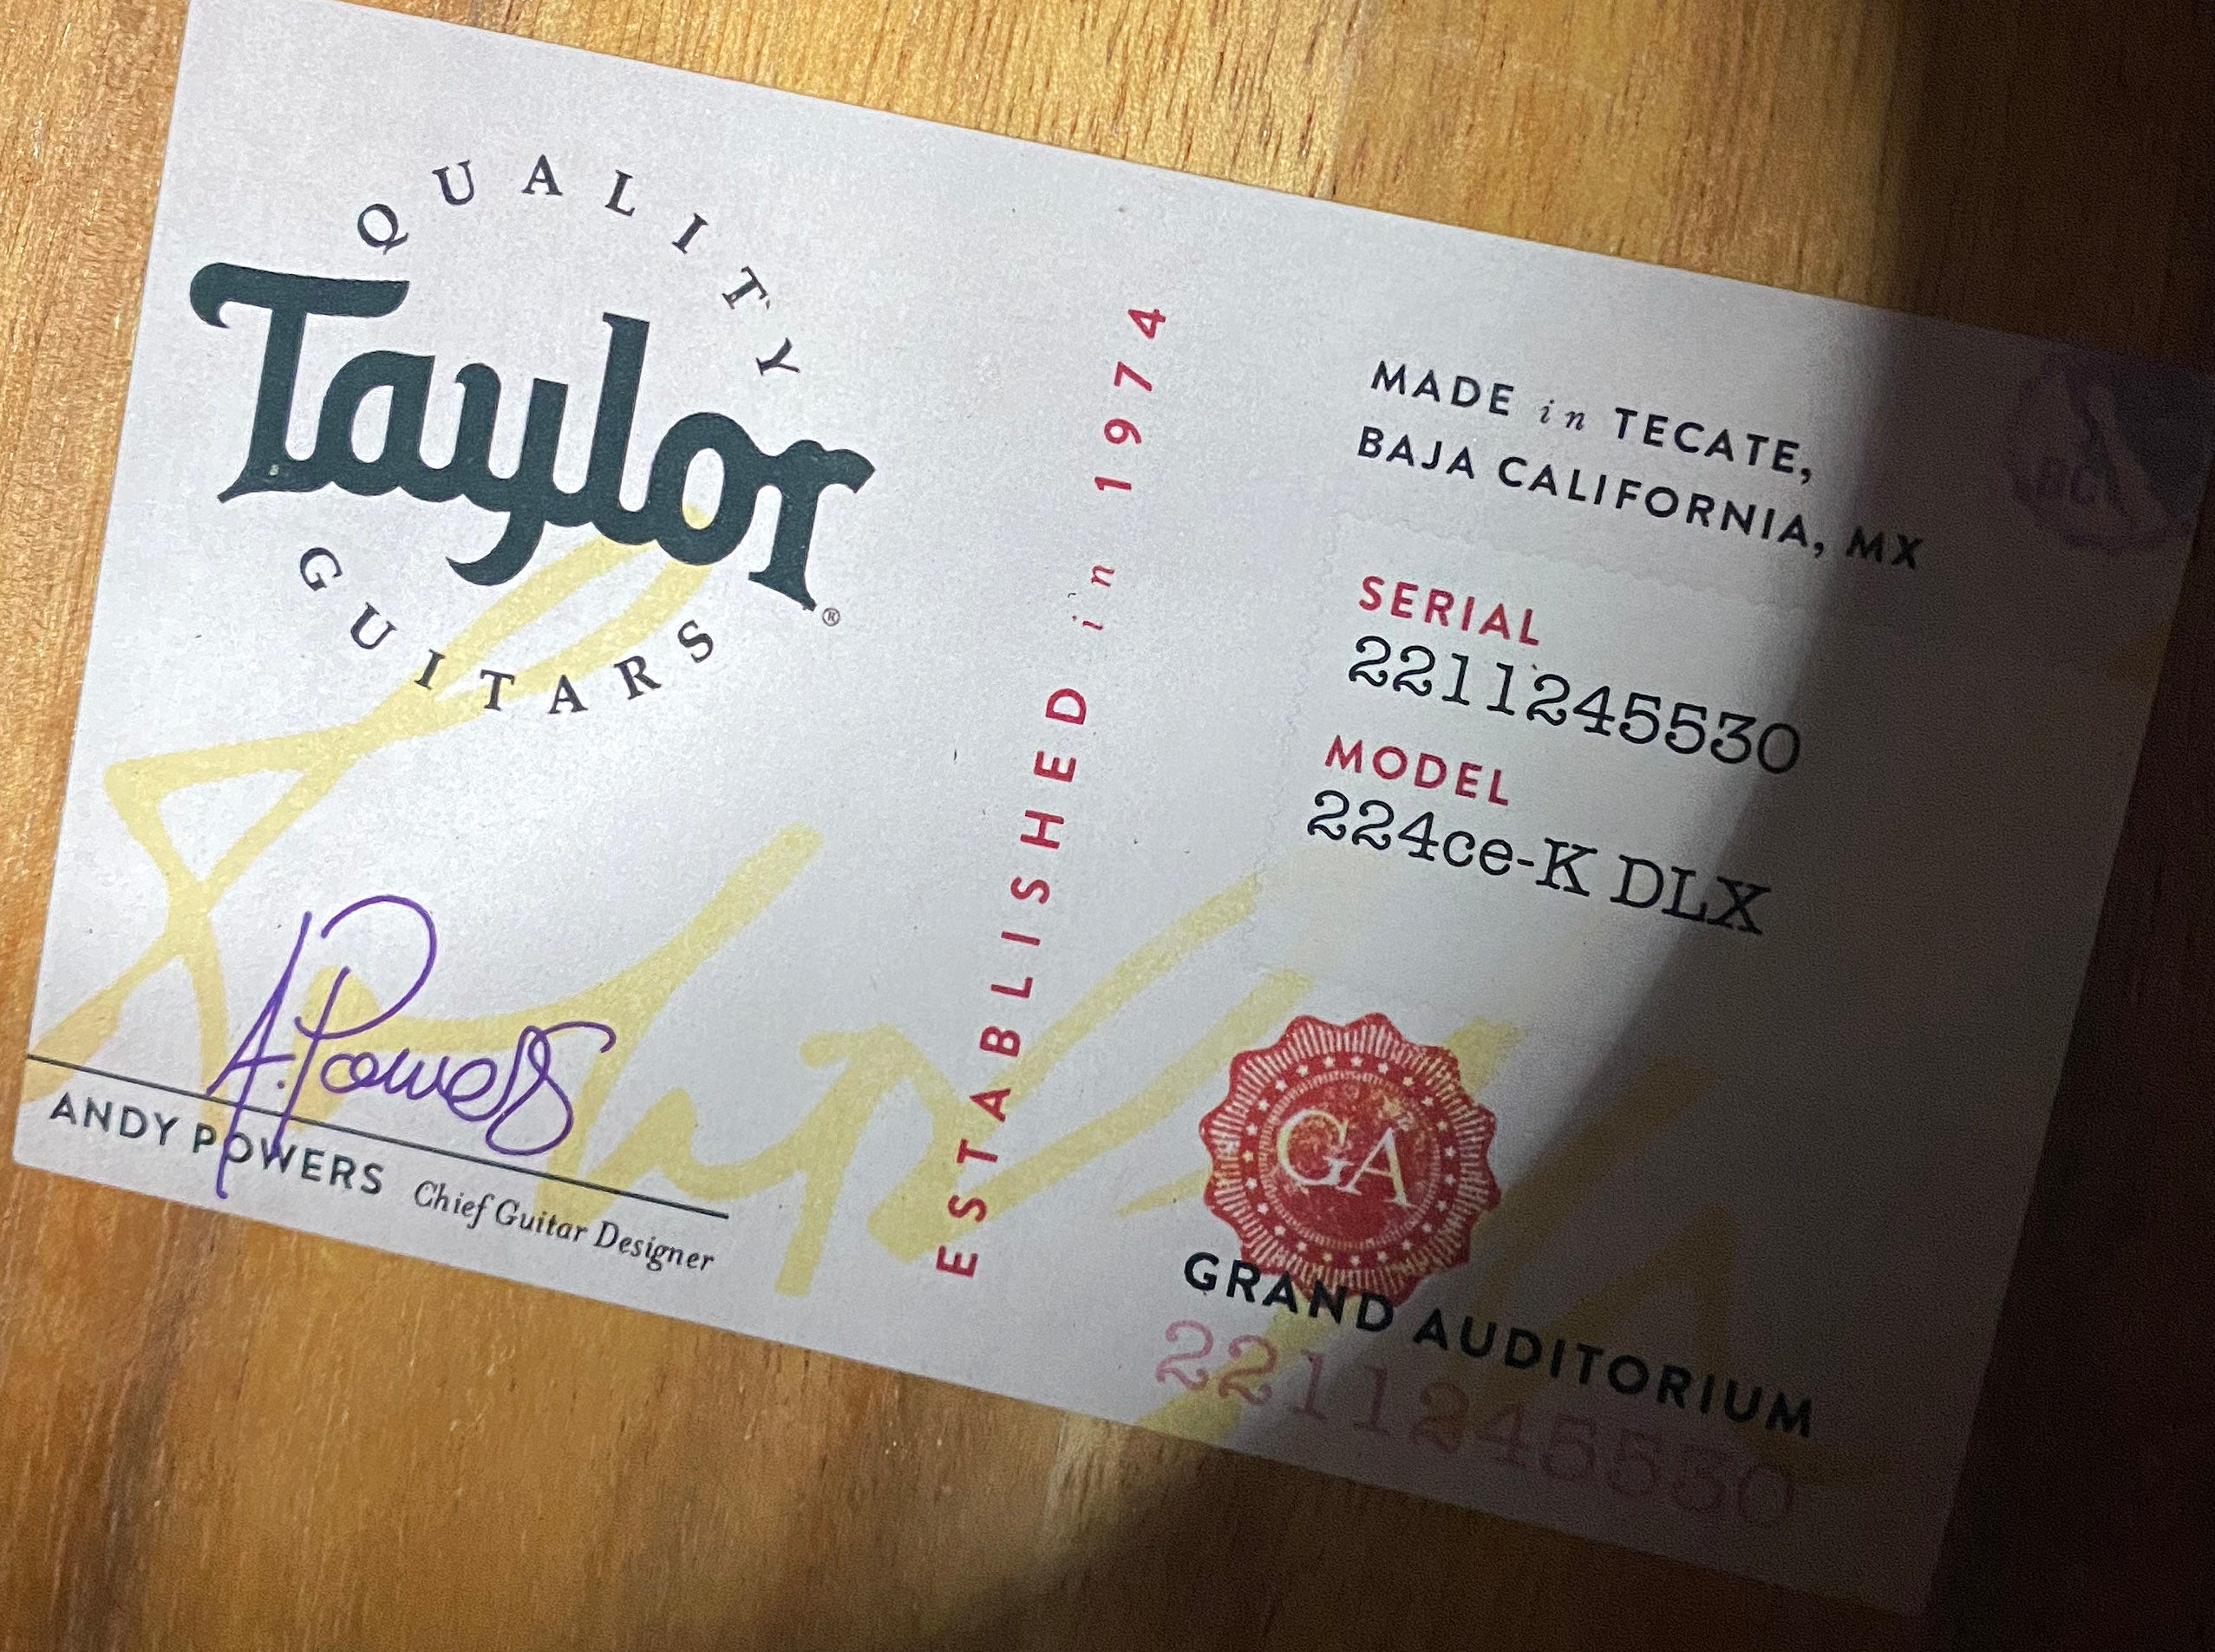 QUALITY
Taylor®
GUITARS
A. Powers
ANDY POWERS Chief Guitar Designer
ESTABLISHED in 1974
MADE in TECATE,
BAJA CALIFORNIA, MX
SERIAL
2211245530
MODEL
224ce-K DLX
GA
GRAND AUDITORIUM
2211245530